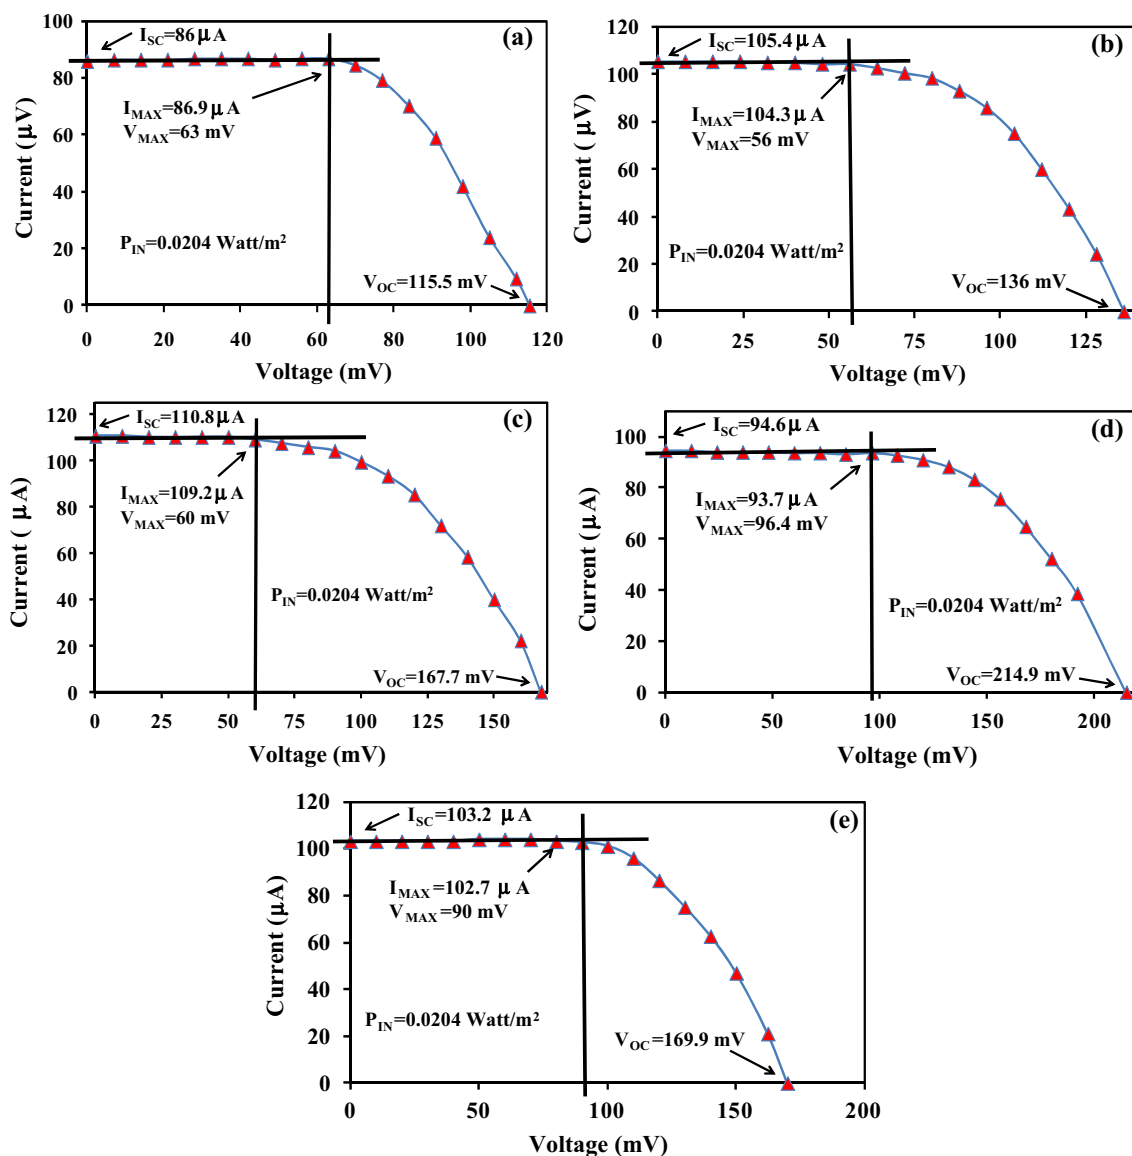 (a)
100
80
60
40
20
0
Current ( μV)
I_SC=86 μA
I_MAX=86.9 μA
V_MAX=63 mV
P_IN=0.0204 Watt/m²
V_OC=115.5 mV
0 20 40 60 80 100 120
Voltage (mV)
(b)
120
100
80
60
40
20
0
Current ( μV)
I_SC=105.4 μA
I_MAX=104.3 μA
V_MAX=56 mV
P_IN=0.0204 Watt/m²
V_OC=136 mV
0 25 50 75 100 125
Voltage (mV)
(c)
120
100
80
60
40
20
0
Current ( μA)
I_SC=110.8 μA
I_MAX=109.2 μA
V_MAX=60 mV
P_IN=0.0204 Watt/m²
V_OC=167.7 mV
0 25 50 75 100 125 150
Voltage (mV)
(d)
100
80
60
40
20
0
Current (μA)
I_SC=94.6 μA
I_MAX=93.7 μA
V_MAX=96.4 mV
P_IN=0.0204 Watt/m²
V_OC=214.9 mV
0 50 100 150 200
Voltage (mV)
(e)
120
100
80
60
40
20
0
Current (μA)
I_SC=103.2 μA
I_MAX=102.7 μA
V_MAX=90 mV
P_IN=0.0204 Watt/m²
V_OC=169.9 mV
0 50 100 150 200
Voltage (mV)